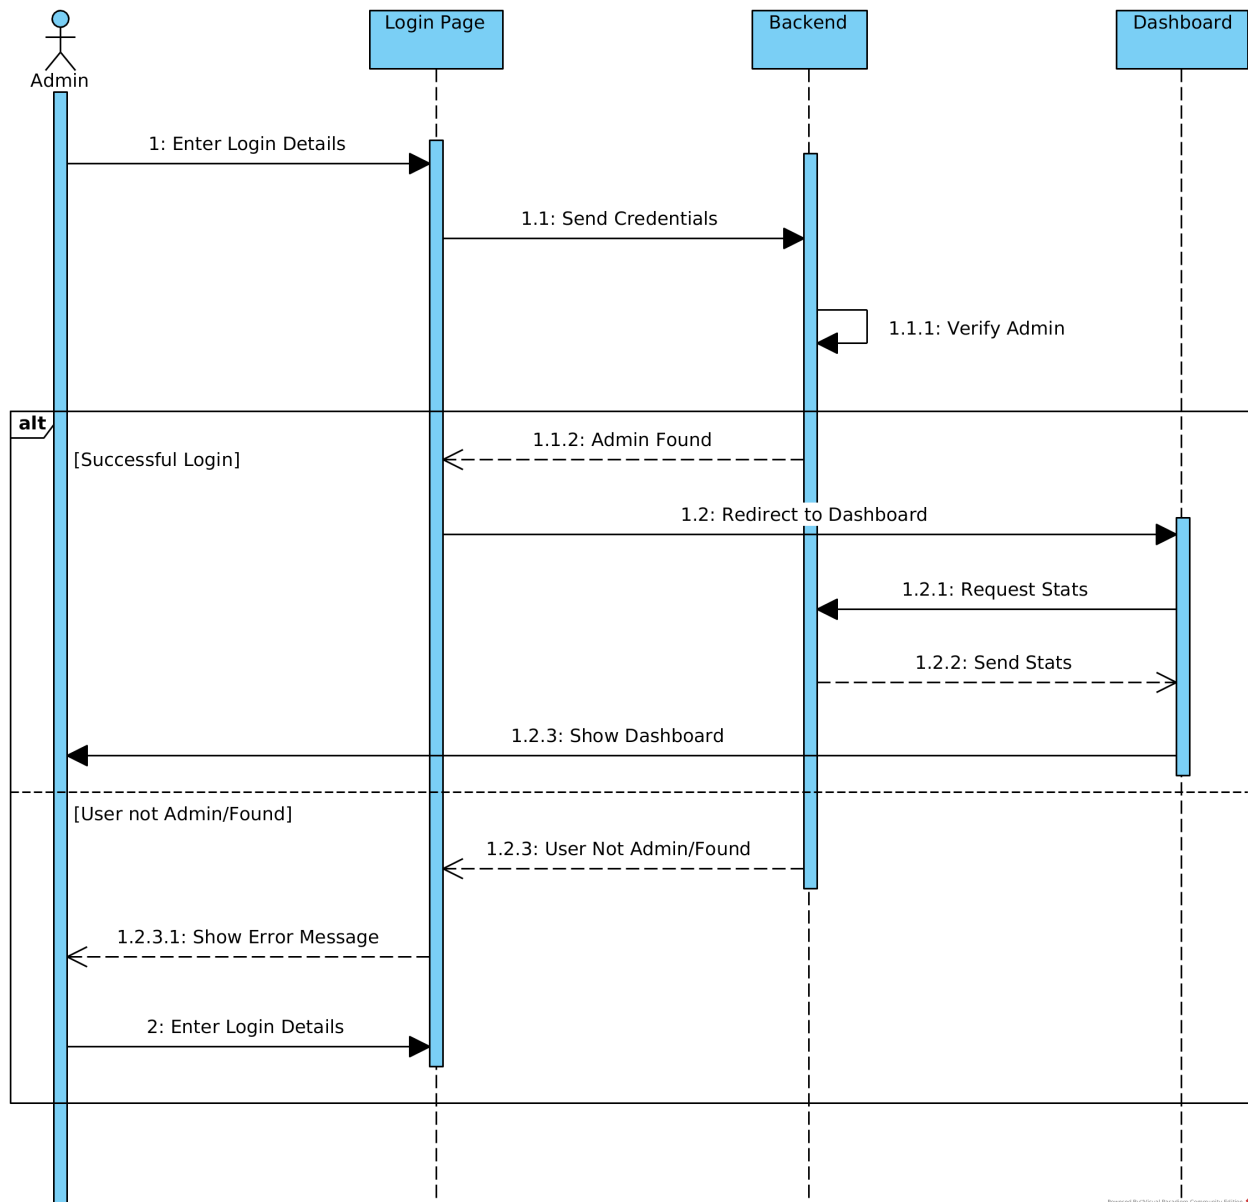 Admin
Login Page
Backend
Dashboard
1: Enter Login Details
1.1: Send Credentials
1.1.1: Verify Admin
alt
1.1.2: Admin Found
[Successful Login]
1.2: Redirect to Dashboard
1.2.1: Request Stats
1.2.2: Send Stats
1.2.3: Show Dashboard
[User not Admin/Found]
1.2.3: User Not Admin/Found
1.2.3.1: Show Error Message
2: Enter Login Details